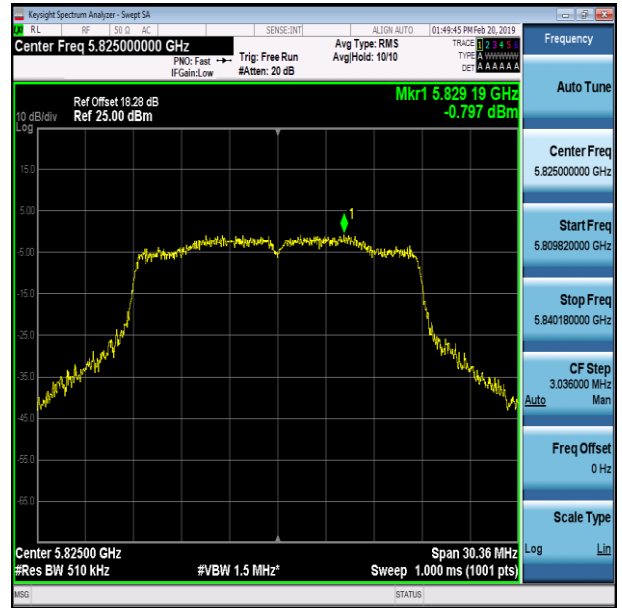 Keysight Spectrum Analyzer - Swept SA
RL RF 50 Ω AC SENSE:INT ALIGN AUTO 01:49:45 PM Feb 20, 2019
Center Freq 5.825000000 GHz
PNO: Fast
IFGain:Low
Trig: Free Run
#Atten: 20 dB
Avg Type: RMS
Avg|Hold: 10/10
TRACE 1 2 3 4 5 6
TYPE A WWWWW
DET A A A A A A
Ref Offset 18.28 dB
10 dB/div Ref 25.00 dBm
Log
Mkr1 5.829 19 GHz
-0.797 dBm
1
15.0
5.00
-5.00
-15.0
-25.0
-35.0
-45.0
-55.0
-65.0
Center 5.82500 GHz Span 30.36 MHz
#Res BW 510 kHz #VBW 1.5 MHz* Sweep 1.000 ms (1001 pts)
MSG STATUS
Frequency
Auto Tune
Center Freq
5.825000000 GHz
Start Freq
5.809820000 GHz
Stop Freq
5.840180000 GHz
CF Step
3.036000 MHz
Auto Man
Freq Offset
0 Hz
Scale Type
Log Lin